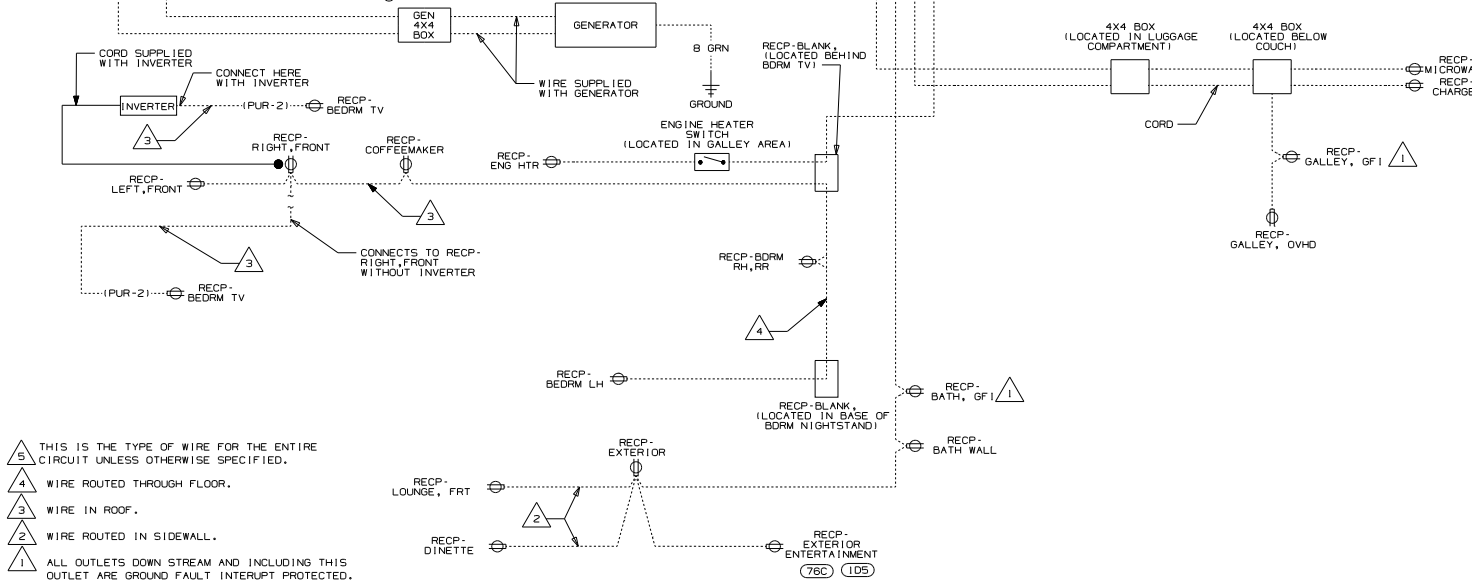 GEN
4X4
BOX
GENERATOR
8 GRN
GROUND
WIRE SUPPLIED
WITH GENERATOR
CORD SUPPLIED
WITH INVERTER
CONNECT HERE
WITH INVERTER
INVERTER
(PUR-2)
RECP-
BEDRM TV
3
RECP-
RIGHT,FRONT
RECP-
COFFEEMAKER
RECP-
LEFT,FRONT
3
RECP-
ENG HTR
ENGINE HEATER
SWITCH
(LOCATED IN GALLEY AREA)
RECP-BLANK,
(LOCATED BEHIND
BDRM TV)
4X4 BOX
(LOCATED IN LUGGAGE
COMPARTMENT)
4X4 BOX
(LOCATED BELOW
COUCH)
RECP-
MICROWA
RECP-
CHARGE
CORD
RECP-
GALLEY, GFI
1
RECP-
GALLEY, OVHD
3
CONNECTS TO RECP-
RIGHT,FRONT
WITHOUT INVERTER
(PUR-2)
RECP-
BEDRM TV
RECP-BDRM
RH,RR
4
RECP-
BEDRM LH
RECP-BLANK,
(LOCATED IN BASE OF
BDRM NIGHTSTAND)
RECP-
BATH, GFI
1
RECP-
BATH WALL
RECP-
EXTERIOR
RECP-
LOUNGE, FRT
2
RECP-
DINETTE
RECP-
EXTERIOR
ENTERTAINMENT
76C 1D5
5 THIS IS THE TYPE OF WIRE FOR THE ENTIRE
CIRCUIT UNLESS OTHERWISE SPECIFIED.
4 WIRE ROUTED THROUGH FLOOR.
3 WIRE IN ROOF.
2 WIRE ROUTED IN SIDEWALL.
1 ALL OUTLETS DOWN STREAM AND INCLUDING THIS
OUTLET ARE GROUND FAULT INTERUPT PROTECTED.